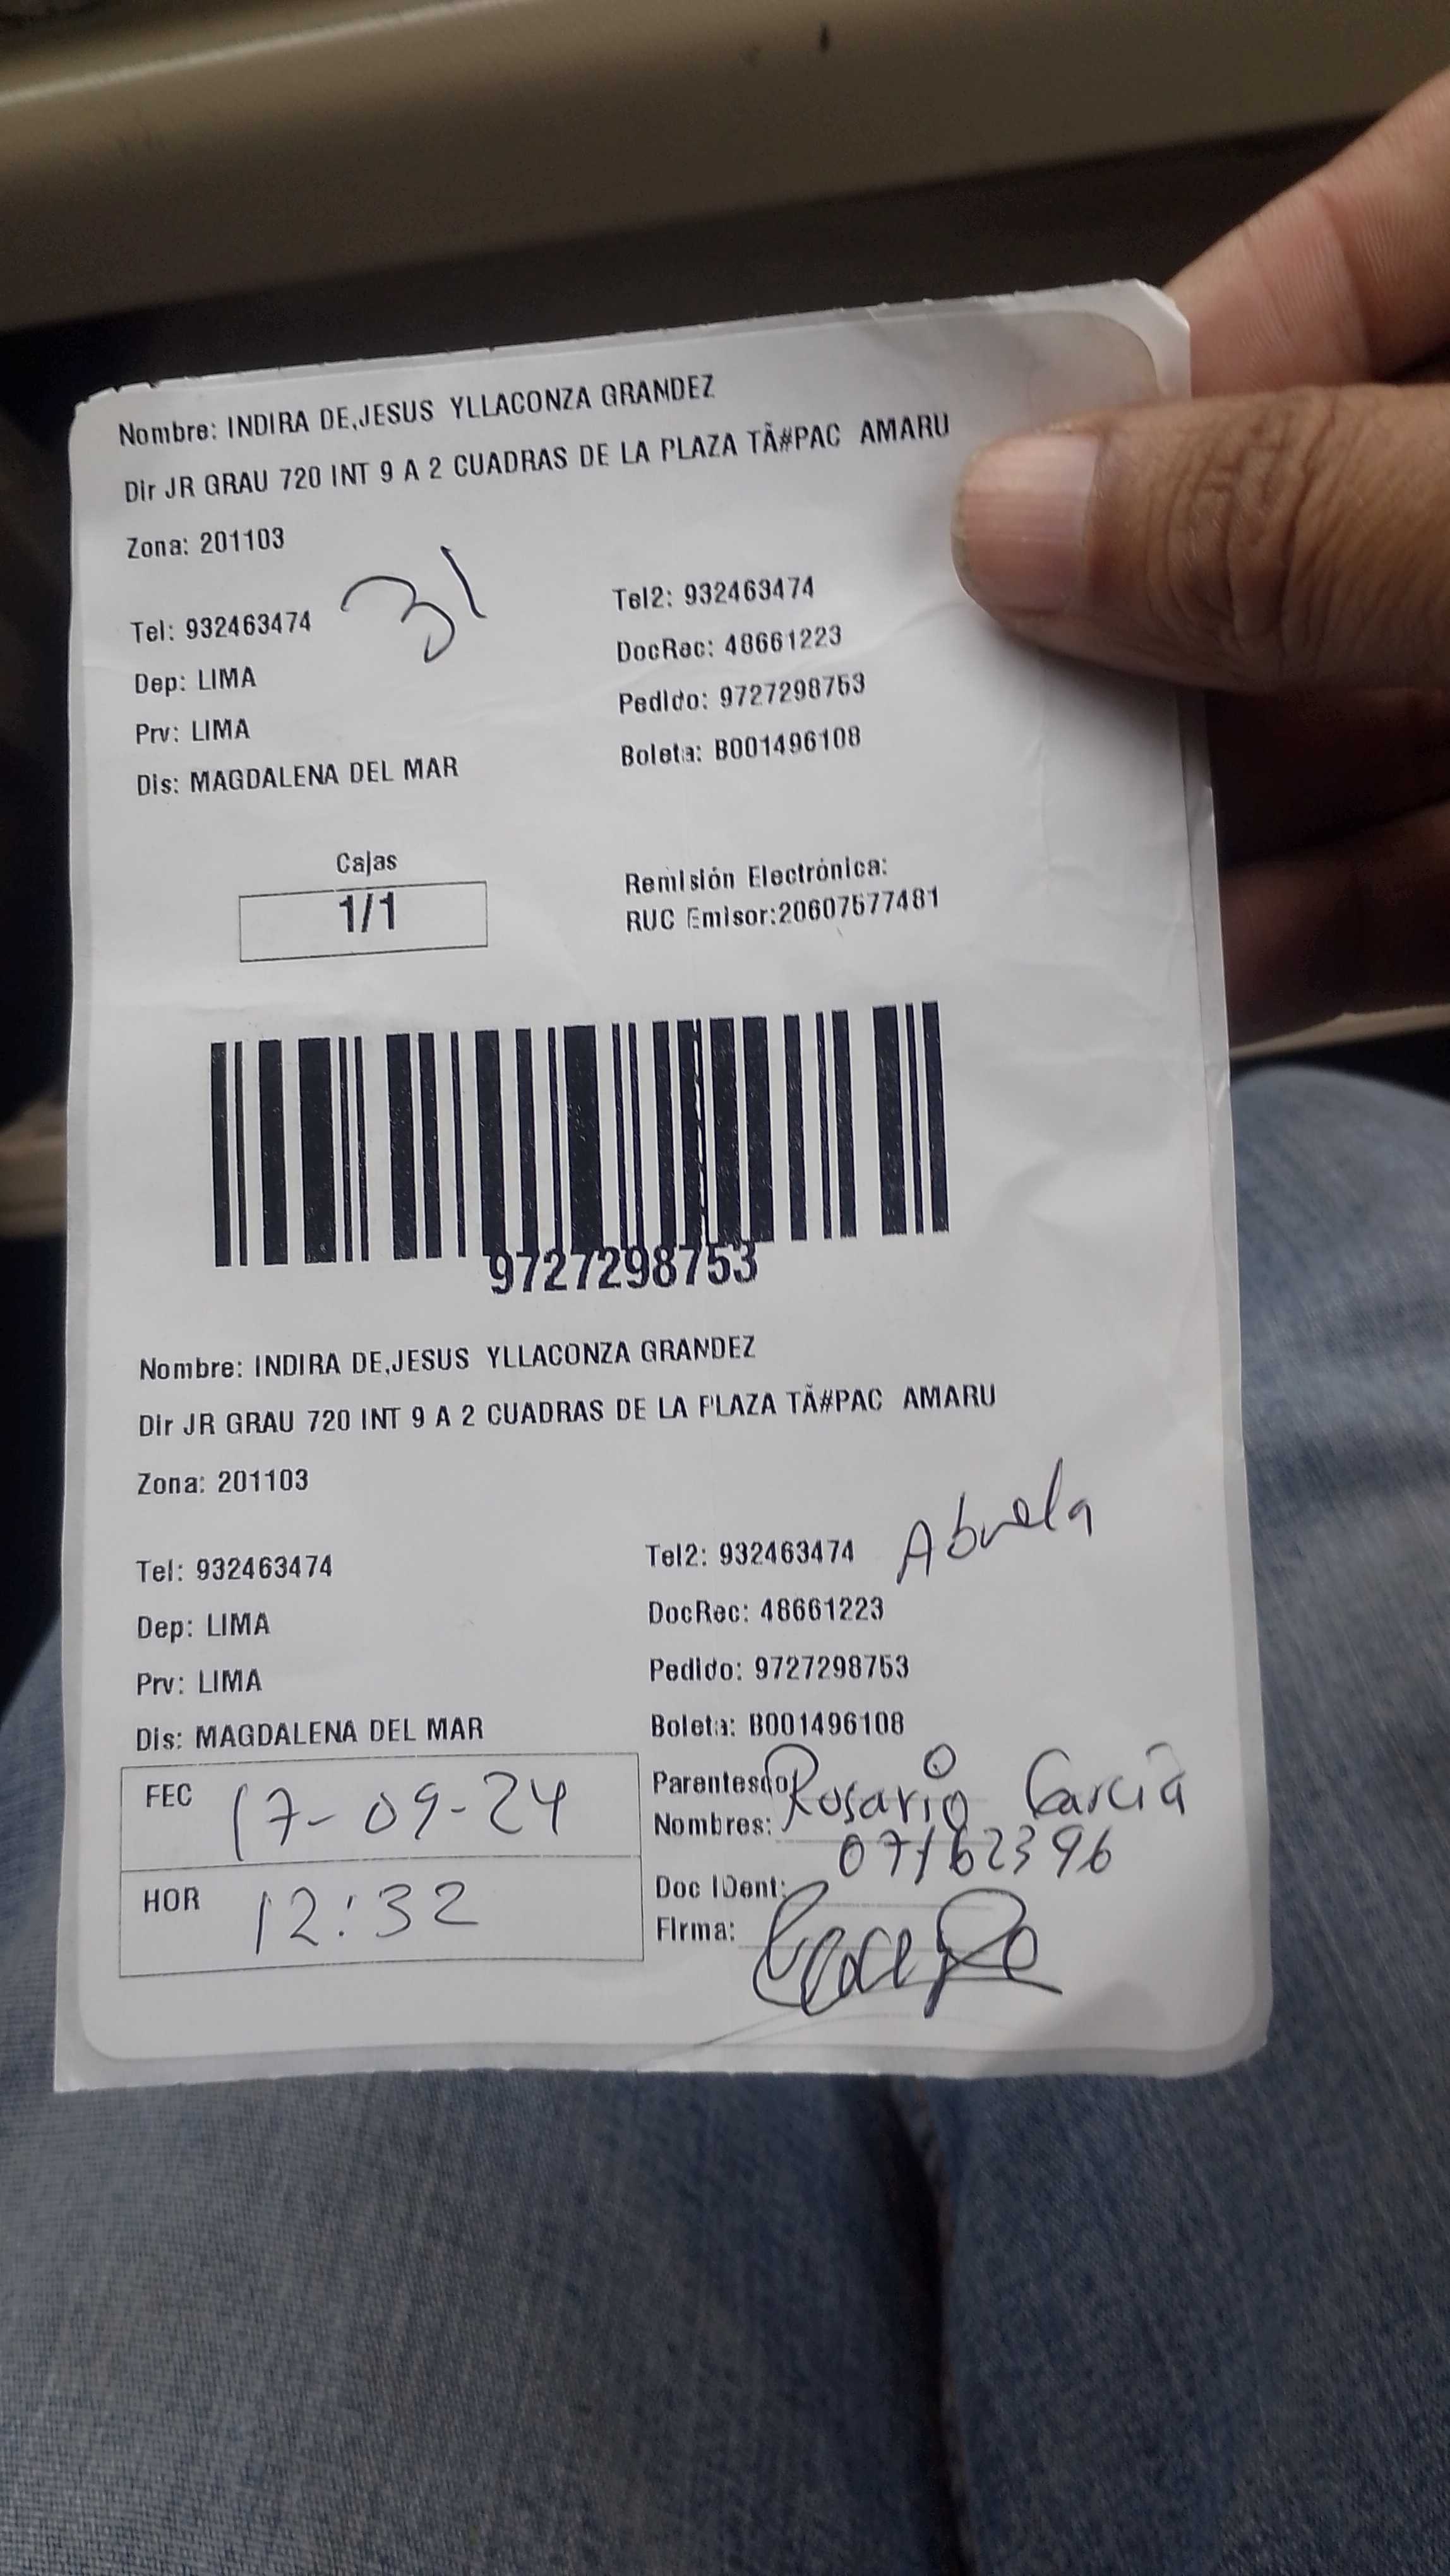 Nombre: INDIRA DE,JESUS YLLACONZA GRANDEZ
Dir JR GRAU 720 INT 9 A 2 CUADRAS DE LA PLAZA TÃ#PAC AMARU
Zona: 201103
31
Tel: 932463474 Tel2: 932463474
DocRec: 48661223
Dep: LIMA
Pedido: 9727298753
Prv: LIMA
Boleta: B001496108
Dis: MAGDALENA DEL MAR
Cajas
1/1
Remisión Electrónica:
RUC Emisor:20607577481
9727298753
Nombre: INDIRA DE,JESUS YLLACONZA GRANDEZ
Dir JR GRAU 720 INT 9 A 2 CUADRAS DE LA PLAZA TÃ#PAC AMARU
Zona: 201103
Abuela
Tel: 932463474 Tel2: 932463474
Dep: LIMA DocRec: 48661223
Prv: LIMA Pedido: 9727298753
Dis: MAGDALENA DEL MAR Boleta: B001496108
FEC 17-09-24
Parentesco
Nombres: Rosario Garcia
07162396
HOR 12:32
Doc IDent:
Firma: